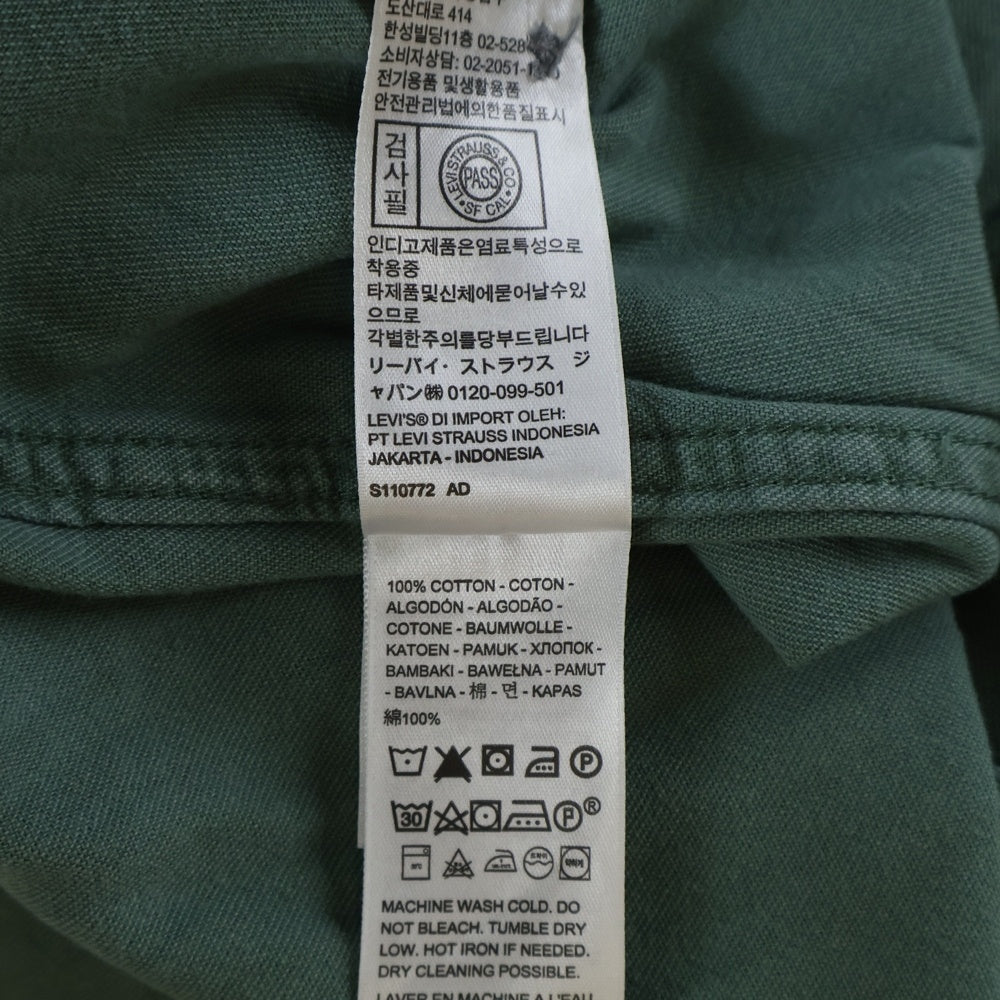 도산대로 414
한성빌딩11층 02-528
소비자상담: 02-2051-1
전기용품 및생활용품
안전관리법에의한품질표시
검사필
LEVI STRAUSS & CO
PASS
SF CAL
인디고제품은염료특성으로
착용중
타제품및신체에묻어날수있
으므로
각별한주의를당부드립니다
リーバイ・ストラウス ジ
ャパン㈱ 0120-099-501
LEVI'S® DI IMPORT OLEH:
PT LEVI STRAUSS INDONESIA
JAKARTA - INDONESIA
S110772 AD
100% COTTON - COTON -
ALGODÓN - ALGODÃO -
COTONE - BAUMWOLLE -
KATOEN - PAMUK - ХЛОПОК -
BAMBAKI - BAWEŁNA - PAMUT
- BAVLNA - 棉 - 면 - KAPAS
綿100%
P
30 P®
MACHINE WASH COLD. DO
NOT BLEACH. TUMBLE DRY
LOW. HOT IRON IF NEEDED.
DRY CLEANING POSSIBLE.
LAVER EN MACHINE A L'EAU